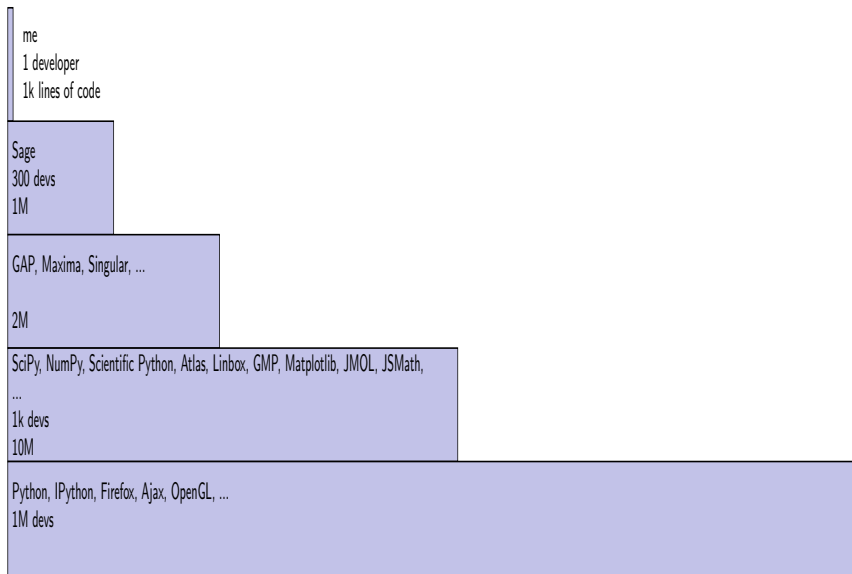 me
1 developer
1k lines of code
Sage
300 devs
1M
GAP, Maxima, Singular, ...
2M
SciPy, NumPy, Scientific Python, Atlas, Linbox, GMP, Matplotlib, JMOL, JSMath,
...
1k devs
10M
Python, IPython, Firefox, Ajax, OpenGL, ...
1M devs